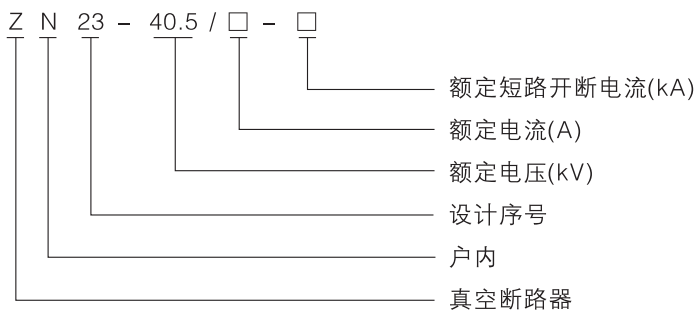 Z N 23 - 40.5 / □ - □
额定短路开断电流(kA)
额定电流(A)
额定电压(kV)
设计序号
户内
真空断路器